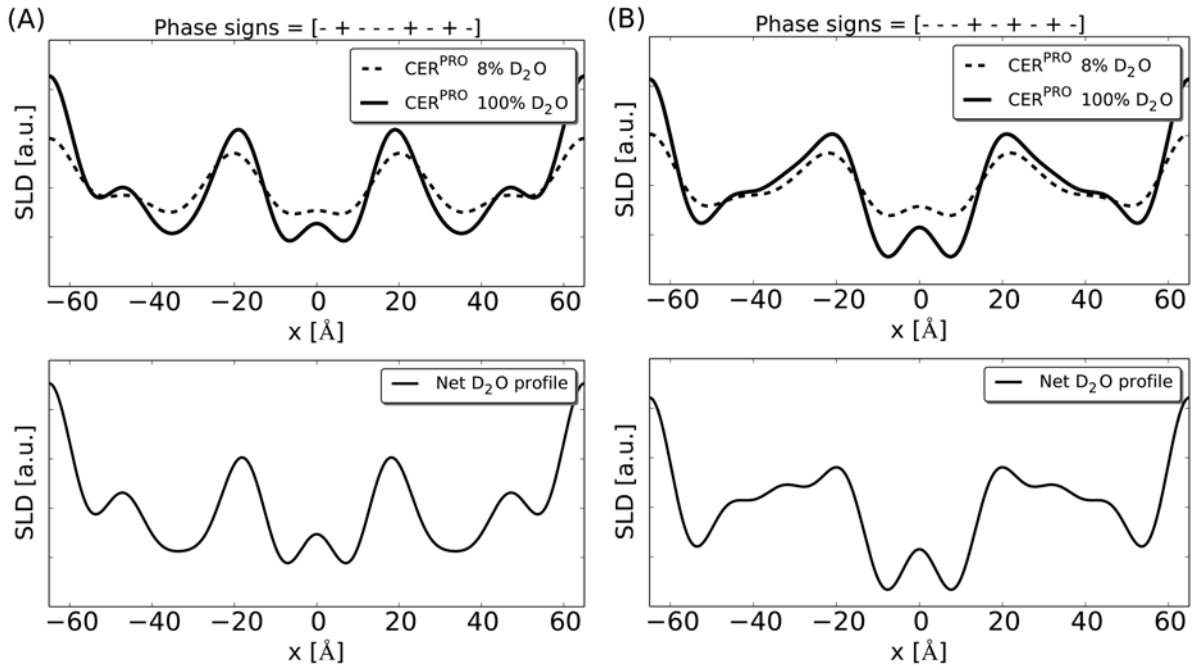 (A)
Phase signs = [- + - - - + - + -]
CER^PRO 8% D₂O
CER^PRO 100% D₂O
SLD [a.u.]
−60 −40 −20 0 20 40 60
x [Å]
Net D₂O profile
SLD [a.u.]
−60 −40 −20 0 20 40 60
x [Å]
(B)
Phase signs = [- - - + - + - + -]
CER^PRO 8% D₂O
CER^PRO 100% D₂O
SLD [a.u.]
−60 −40 −20 0 20 40 60
x [Å]
Net D₂O profile
SLD [a.u.]
−60 −40 −20 0 20 40 60
x [Å]